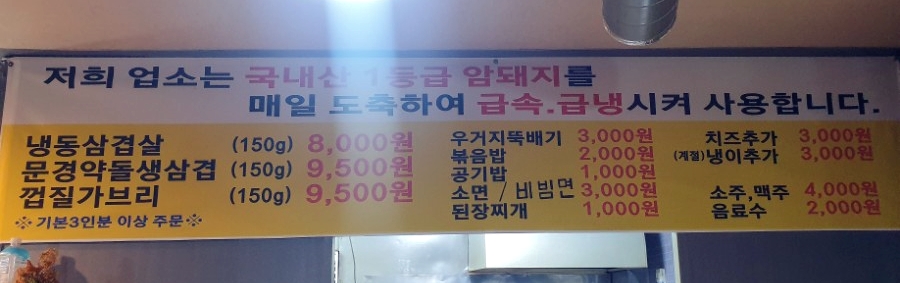 저희 업소는 국내산 1등급 암돼지를
매일 도축하여 급속.급냉시켜 사용합니다.
냉동삼겹살 (150g) 8,000원
문경약돌생삼겹 (150g) 9,500원
껍질가브리 (150g) 9,500원
※ 기본3인분 이상 주문 ※
우거지뚝배기 3,000원
볶음밥 2,000원
공기밥 1,000원
소면 / 비빔면 3,000원
된장찌개 1,000원
치즈추가 3,000원
(계절)냉이추가 3,000원
소주,맥주 4,000원
음료수 2,000원